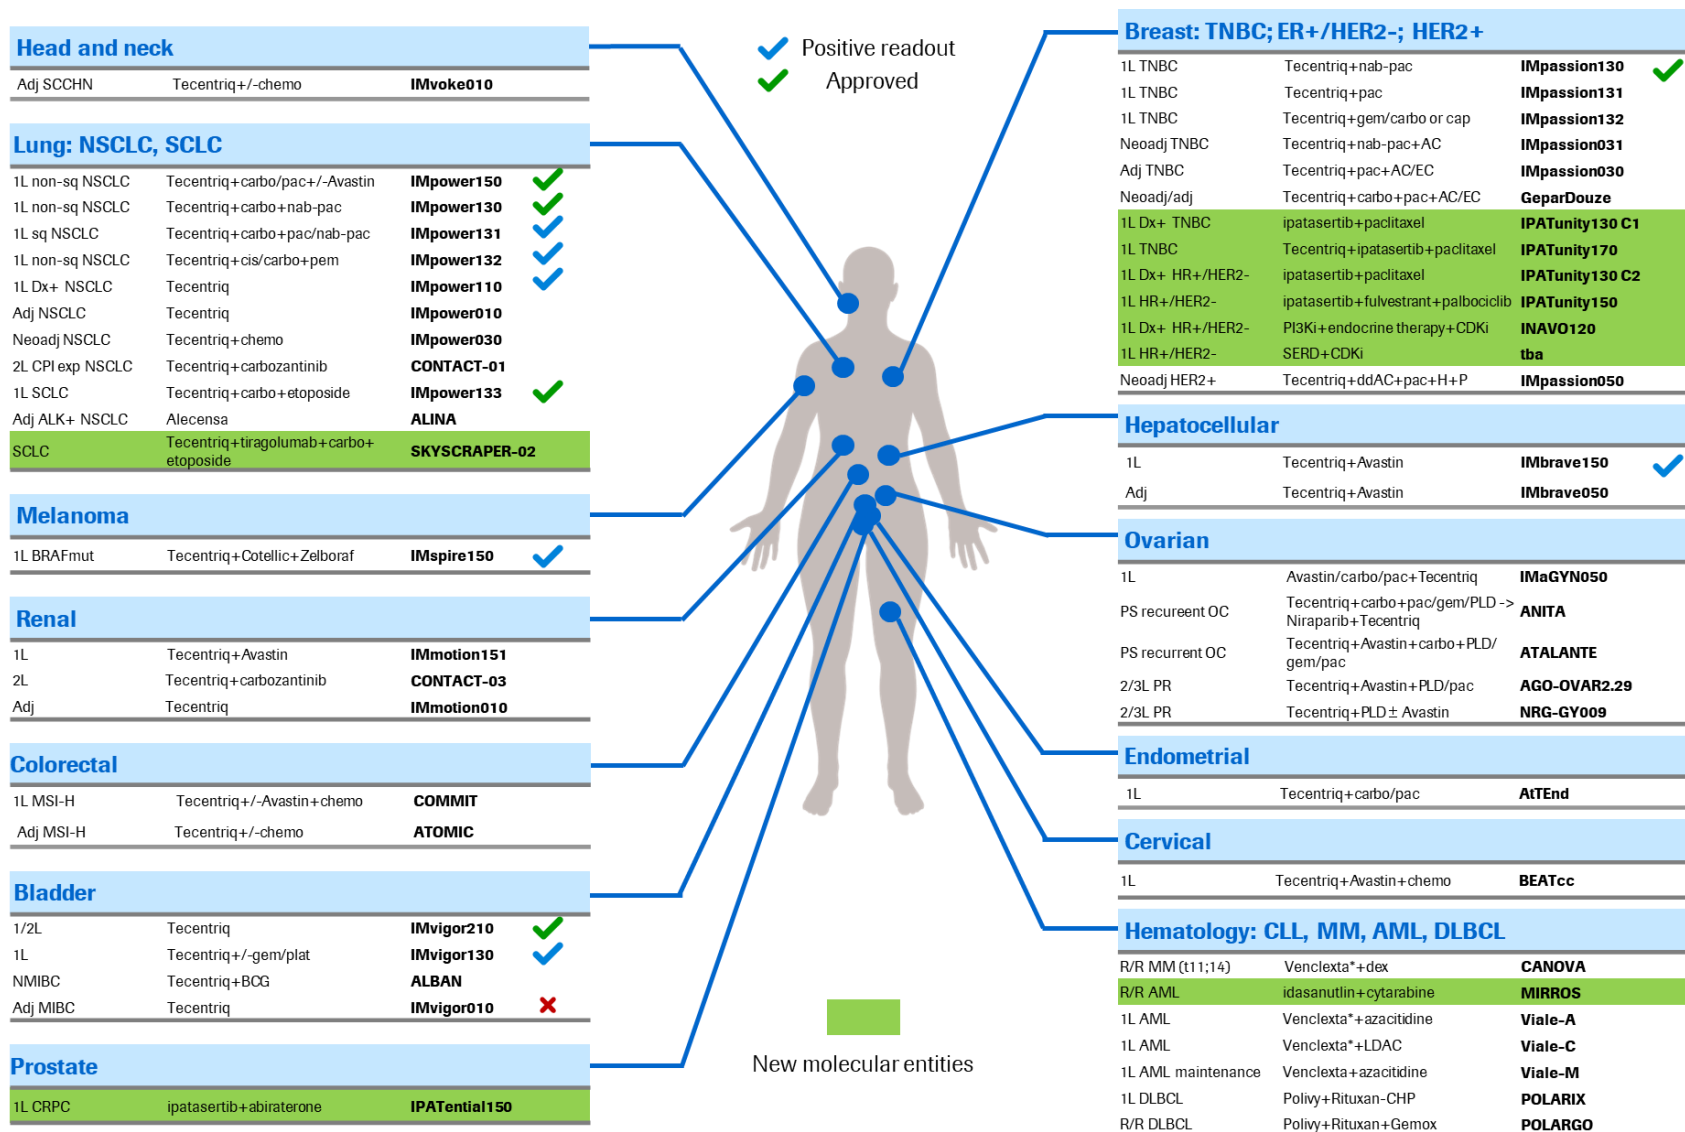 Positive readout
Approved
Head and neck
Adj SCCHN Tecentriq+/-chemo IMvoke010
Lung: NSCLC, SCLC
1L non-sq NSCLC Tecentriq+carbo/pac+/-Avastin IMpower150
1L non-sq NSCLC Tecentriq+carbo+nab-pac IMpower130
1L sq NSCLC Tecentriq+carbo+pac/nab-pac IMpower131
1L non-sq NSCLC Tecentriq+cis/carbo+pem IMpower132
1L Dx+ NSCLC Tecentriq IMpower110
Adj NSCLC Tecentriq IMpower010
Neoadj NSCLC Tecentriq+chemo IMpower030
2L CPI exp NSCLC Tecentriq+carbozantinib CONTACT-01
1L SCLC Tecentriq+carbo+etoposide IMpower133
Adj ALK+ NSCLC Alecensa ALINA
SCLC Tecentriq+tiragolumab+carbo+
etoposide SKYSCRAPER-02
Melanoma
1L BRAFmut Tecentriq+Cotellic+Zelboraf IMspire150
Renal
1L Tecentriq+Avastin IMmotion151
2L Tecentriq+carbozantinib CONTACT-03
Adj Tecentriq IMmotion010
Colorectal
1L MSI-H Tecentriq+/-Avastin+chemo COMMIT
Adj MSI-H Tecentriq+/-chemo ATOMIC
Bladder
1/2L Tecentriq IMvigor210
1L Tecentriq+/-gem/plat IMvigor130
NMIBC Tecentriq+BCG ALBAN
Adj MIBC Tecentriq IMvigor010
Prostate
1L CRPC ipatasertib+abiraterone IPATential150
Breast: TNBC; ER+/HER2-; HER2+
1L TNBC Tecentriq+nab-pac IMpassion130
1L TNBC Tecentriq+pac IMpassion131
1L TNBC Tecentriq+gem/carbo or cap IMpassion132
Neoadj TNBC Tecentriq+nab-pac+AC IMpassion031
Adj TNBC Tecentriq+pac+AC/EC IMpassion030
Neoadj/adj Tecentriq+carbo+pac+AC/EC GeparDouze
1L Dx+ TNBC ipatasertib+paclitaxel IPATunity130 C1
1L TNBC Tecentriq+ipatasertib+paclitaxel IPATunity170
1L Dx+ HR+/HER2- ipatasertib+paclitaxel IPATunity130 C2
1L HR+/HER2- ipatasertib+fulvestrant+palbociclib IPATunity150
1L Dx+ HR+/HER2- PI3Ki+endocrine therapy+CDKi INAVO120
1L HR+/HER2- SERD+CDKi tba
Neoadj HER2+ Tecentriq+ddAC+pac+H+P IMpassion050
Hepatocellular
1L Tecentriq+Avastin IMbrave150
Adj Tecentriq+Avastin IMbrave050
Ovarian
1L Avastin/carbo/pac+Tecentriq IMaGYN050
PS recureent OC Tecentriq+carbo+pac/gem/PLD ->
Niraparib+Tecentriq ANITA
PS recurrent OC Tecentriq+Avastin+carbo+PLD/
gem/pac ATALANTE
2/3L PR Tecentriq+Avastin+PLD/pac AGO-OVAR2.29
2/3L PR Tecentriq+PLD ± Avastin NRG-GY009
Endometrial
1L Tecentriq+carbo/pac AtTEnd
Cervical
1L Tecentriq+Avastin+chemo BEATcc
Hematology: CLL, MM, AML, DLBCL
R/R MM (t11;14) Venclexta*+dex CANOVA
R/R AML idasanutlin+cytarabine MIRROS
1L AML Venclexta*+azacitidine Viale-A
1L AML Venclexta*+LDAC Viale-C
1L AML maintenance Venclexta+azacitidine Viale-M
1L DLBCL Polivy+Rituxan-CHP POLARIX
R/R DLBCL Polivy+Rituxan+Gemox POLARGO
New molecular entities